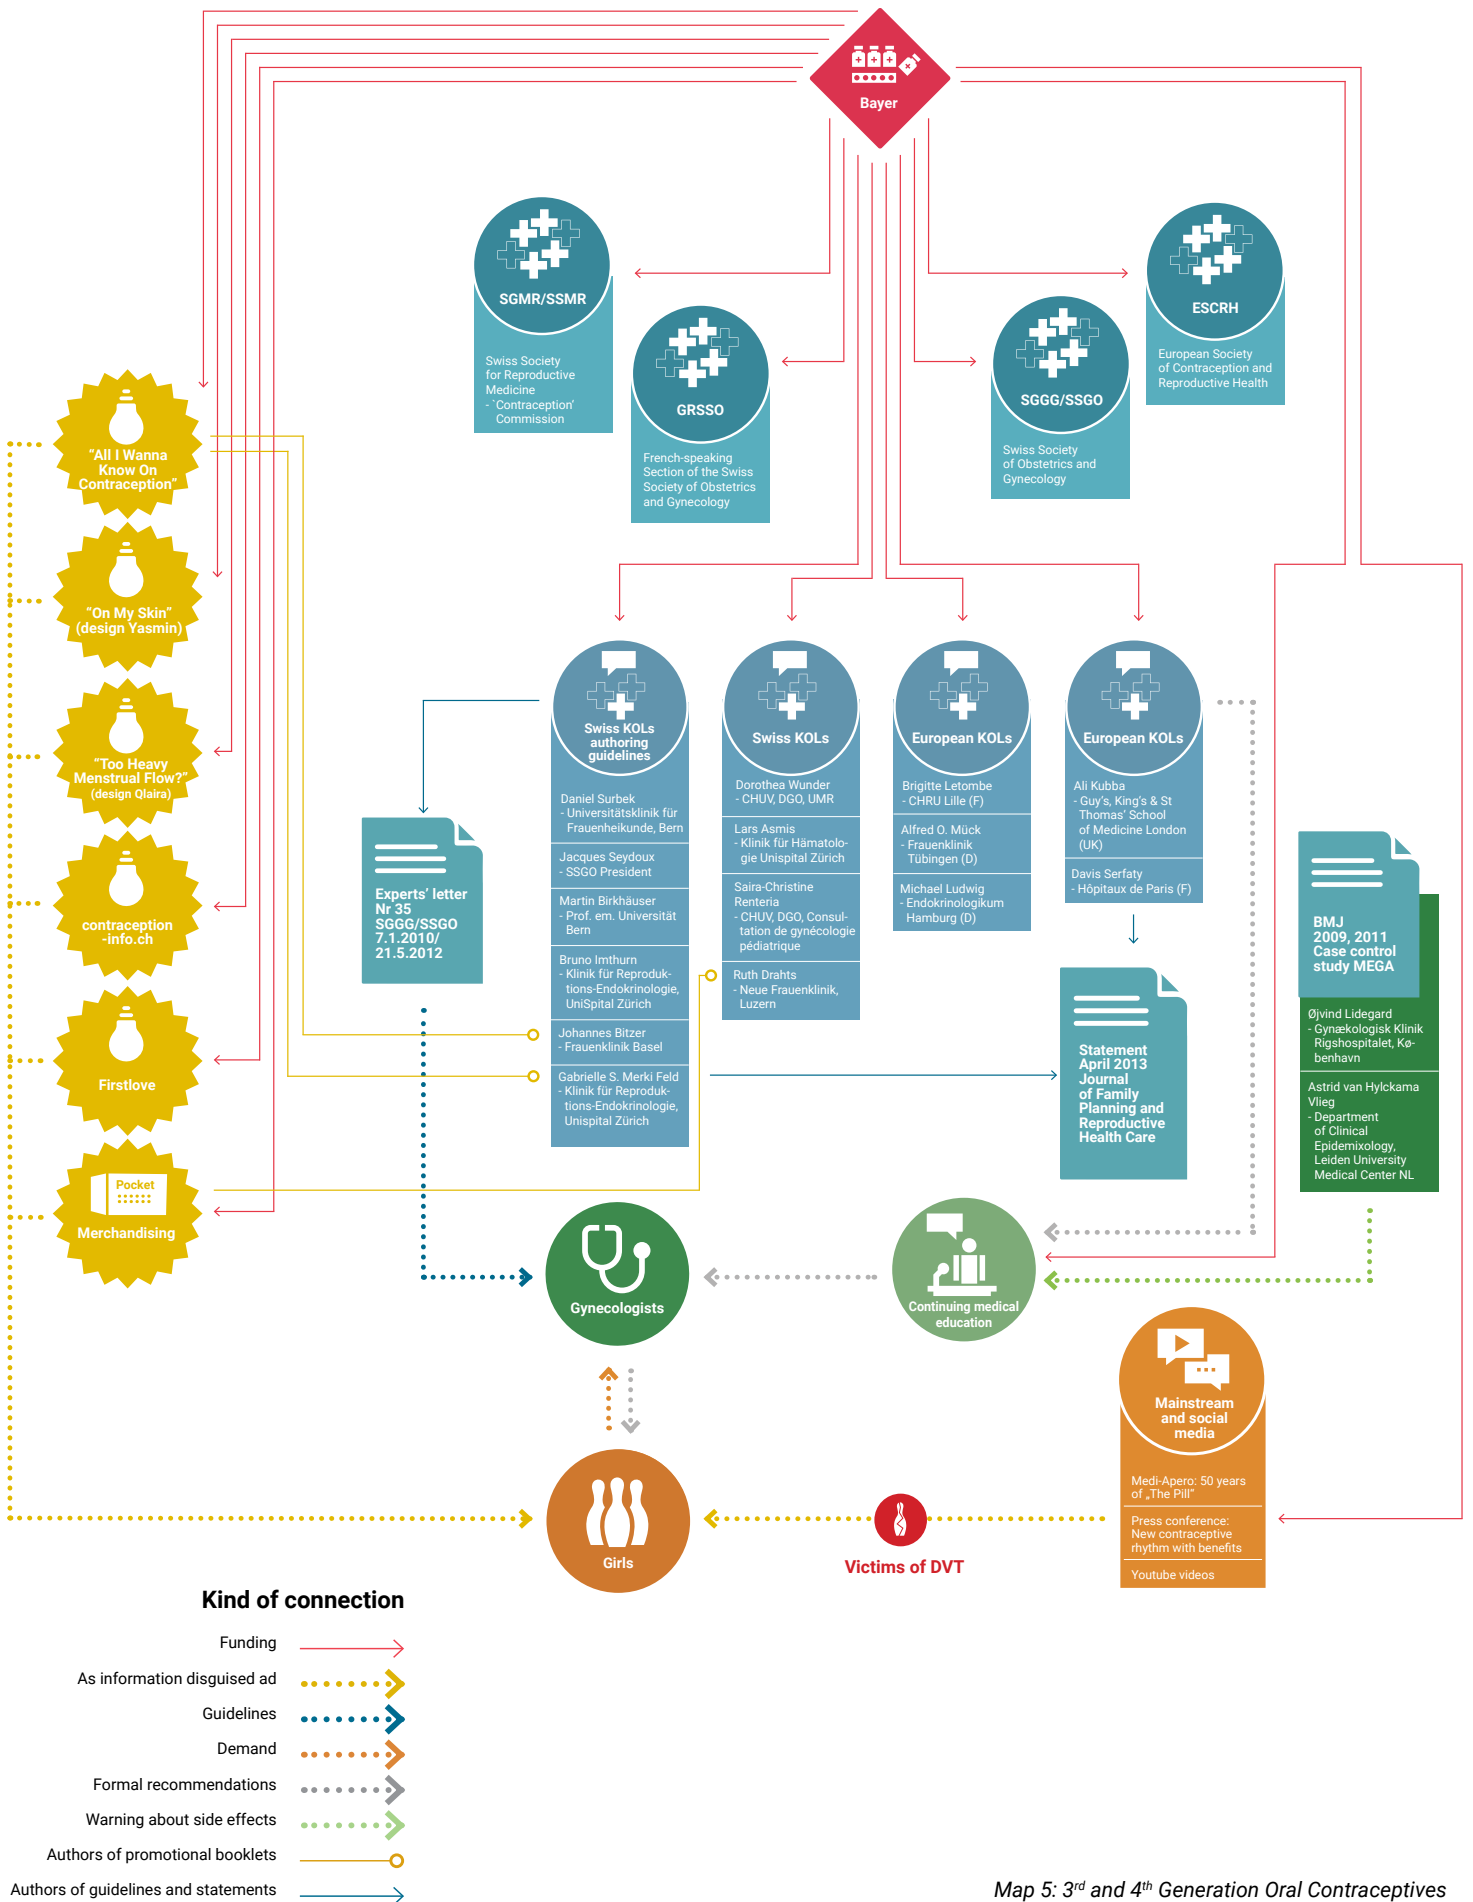 Bayer
SGMR/SSMR
Swiss Society
for Reproductive
Medicine
- `Contraception'
Commission
GRSSO
French-speaking
Section of the Swiss
Society of Obstetrics
and Gynecology
SGGG/SSGO
Swiss Society
of Obstetrics and
Gynecology
ESCRH
European Society
of Contraception and
Reproductive Health
"All I Wanna
Know On
Contraception"
"On My Skin"
(design Yasmin)
"Too Heavy
Menstrual Flow?"
(design Qlaira)
contraception
-info.ch
Firstlove
Pocket
Merchandising
Experts' letter
Nr 35
SGGG/SSGO
7.1.2010/
21.5.2012
Swiss KOLs
authoring
guidelines
Daniel Surbek
- Universitätsklinik für
Frauenheikunde, Bern
Jacques Seydoux
- SSGO President
Martin Birkhäuser
- Prof. em. Universität
Bern
Bruno Imthurn
- Klinik für Reproduk-
tions-Endokrinologie,
UniSpital Zürich
Johannes Bitzer
- Frauenklinik Basel
Gabrielle S. Merki Feld
- Klinik für Reproduk-
tions-Endokrinologie,
Unispital Zürich
Swiss KOLs
Dorothea Wunder
- CHUV, DGO, UMR
Lars Asmis
- Klinik für Hämatolo-
gie Unispital Zürich
Saira-Christine
Renteria
- CHUV, DGO, Consul-
tation de gynécologie
pédiatrique
Ruth Drahts
- Neue Frauenklinik,
Luzern
European KOLs
Brigitte Letombe
- CHRU Lille (F)
Alfred O. Mück
- Frauenklinik
Tübingen (D)
Michael Ludwig
- Endokrinologikum
Hamburg (D)
European KOLs
Ali Kubba
- Guy's, King's & St
Thomas' School
of Medicine London
(UK)
Davis Serfaty
- Hôpitaux de Paris (F)
Statement
April 2013
Journal
of Family
Planning and
Reproductive
Health Care
BMJ
2009, 2011
Case control
study MEGA
Øjvind Lidegard
- Gynækologisk Klinik
Rigshospitalet, Kø-
benhavn
Astrid van Hylckama
Vlieg
- Department
of Clinical
Epidemixology,
Leiden University
Medical Center NL
Gynecologists
Continuing medical
education
Mainstream
and social
media
Medi-Apero: 50 years
of „The Pill"
Press conference:
New contraceptive
rhythm with benefits
Youtube videos
Girls
Victims of DVT
Kind of connection
Funding
As information disguised ad
Guidelines
Demand
Formal recommendations
Warning about side effects
Authors of promotional booklets
Authors of guidelines and statements
Map 5: 3rd and 4th Generation Oral Contraceptives